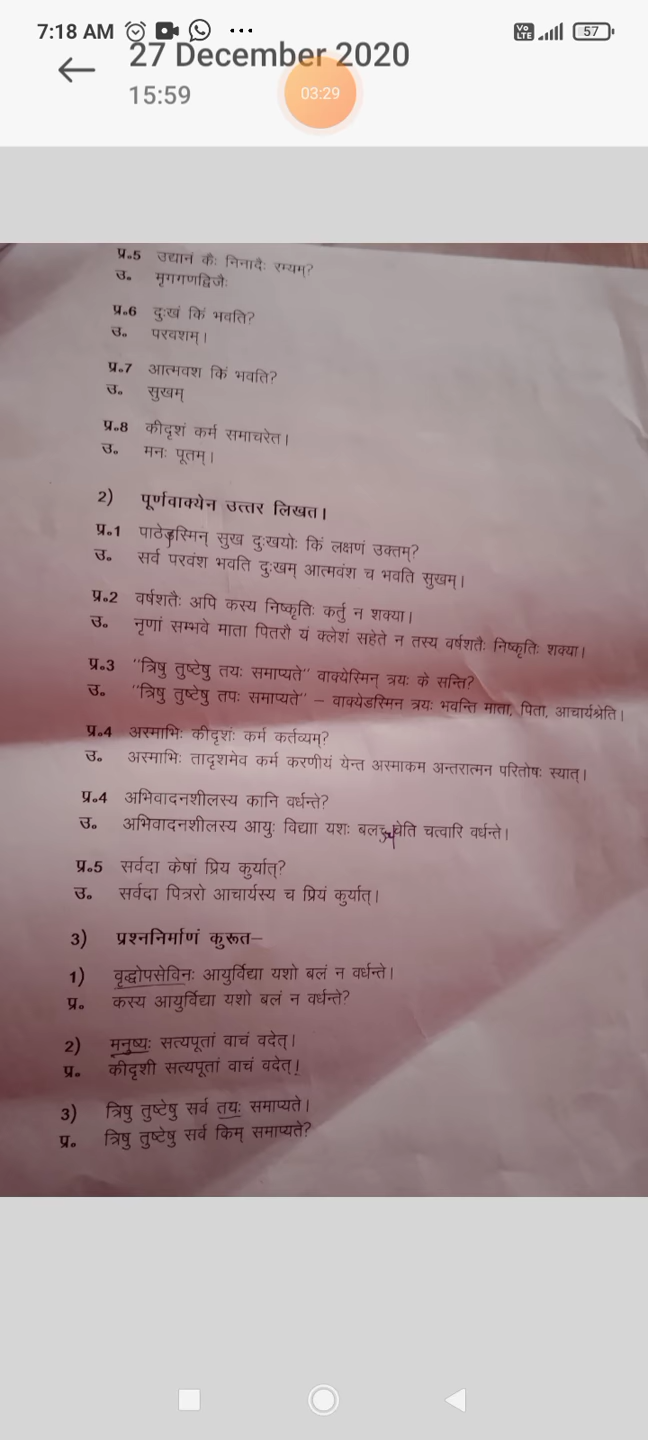 7:18 AM ...
Vo LTE 57
27 December 2020
15:59
03:29
प्र॰5 उद्यानं कैः निनादैः रम्यम्?
उ॰ मृगगणद्विजैः
प्र॰6 दुःखं किं भवति?
उ॰ परवशम्।
प्र॰7 आत्मवश किं भवति?
उ॰ सुखम्
प्र॰8 कीदृशं कर्म समाचरेत।
उ॰ मनः पूतम्।
2) पूर्णवाक्येन उत्तर लिखत।
प्र॰1 पाठेड्स्मिन् सुख दुःखयोः किं लक्षणं उक्तम्?
उ॰ सर्व परवंश भवति दुःखम् आत्मवंश च भवति सुखम्।
प्र॰2 वर्षशतैः अपि कस्य निष्कृतिः कर्तु न शक्या।
उ॰ नृणां सम्भवे माता पितरौ यं क्लेशं सहेते न तस्य वर्षशतैः निष्कृतिः शक्या।
प्र॰3 "त्रिषु तुष्टेषु तयः समाप्यते" वाक्येस्मिन् त्रयः के सन्ति?
उ॰ "त्रिषु तुष्टेषु तपः समाप्यते" – वाक्येडस्मिन त्रयः भवन्ति माता, पिता, आचार्यश्रेति।
प्र॰4 अस्माभिः कीदृशंः कर्म कर्तव्यम्?
उ॰ अस्माभिः तादृशमेव कर्म करणीयं येन्त अस्माकम अन्तरात्मन परितोषः स्यात्।
प्र॰4 अभिवादनशीलस्य कानि वर्धन्ते?
उ॰ अभिवादनशीलस्य आयुः विद्याा यशः चत्वारि वर्धन्ते।
प्र॰5 सर्वदा केषां प्रिय कुर्यात्?
उ॰ सर्वदा पित्ररो आचार्यस्य च प्रियं कुर्यात्।
3) प्रश्ननिर्माणं कुरूत–
1) वृद्धोपसेविनः आयुर्विद्या यशो बलं न वर्धन्ते।
प्र॰ कस्य आयुर्विद्या यशो बलं न वर्धन्ते?
2) मनुष्यः सत्यपूतां वाचं वदेत्।
प्र॰ कीदृशी सत्यपूतां वाचं वदेत्!
3) त्रिषु तुष्टेषु सर्व तयः समाप्यते।
प्र॰ त्रिषु तुष्टेषु सर्व किम् समाप्यते?